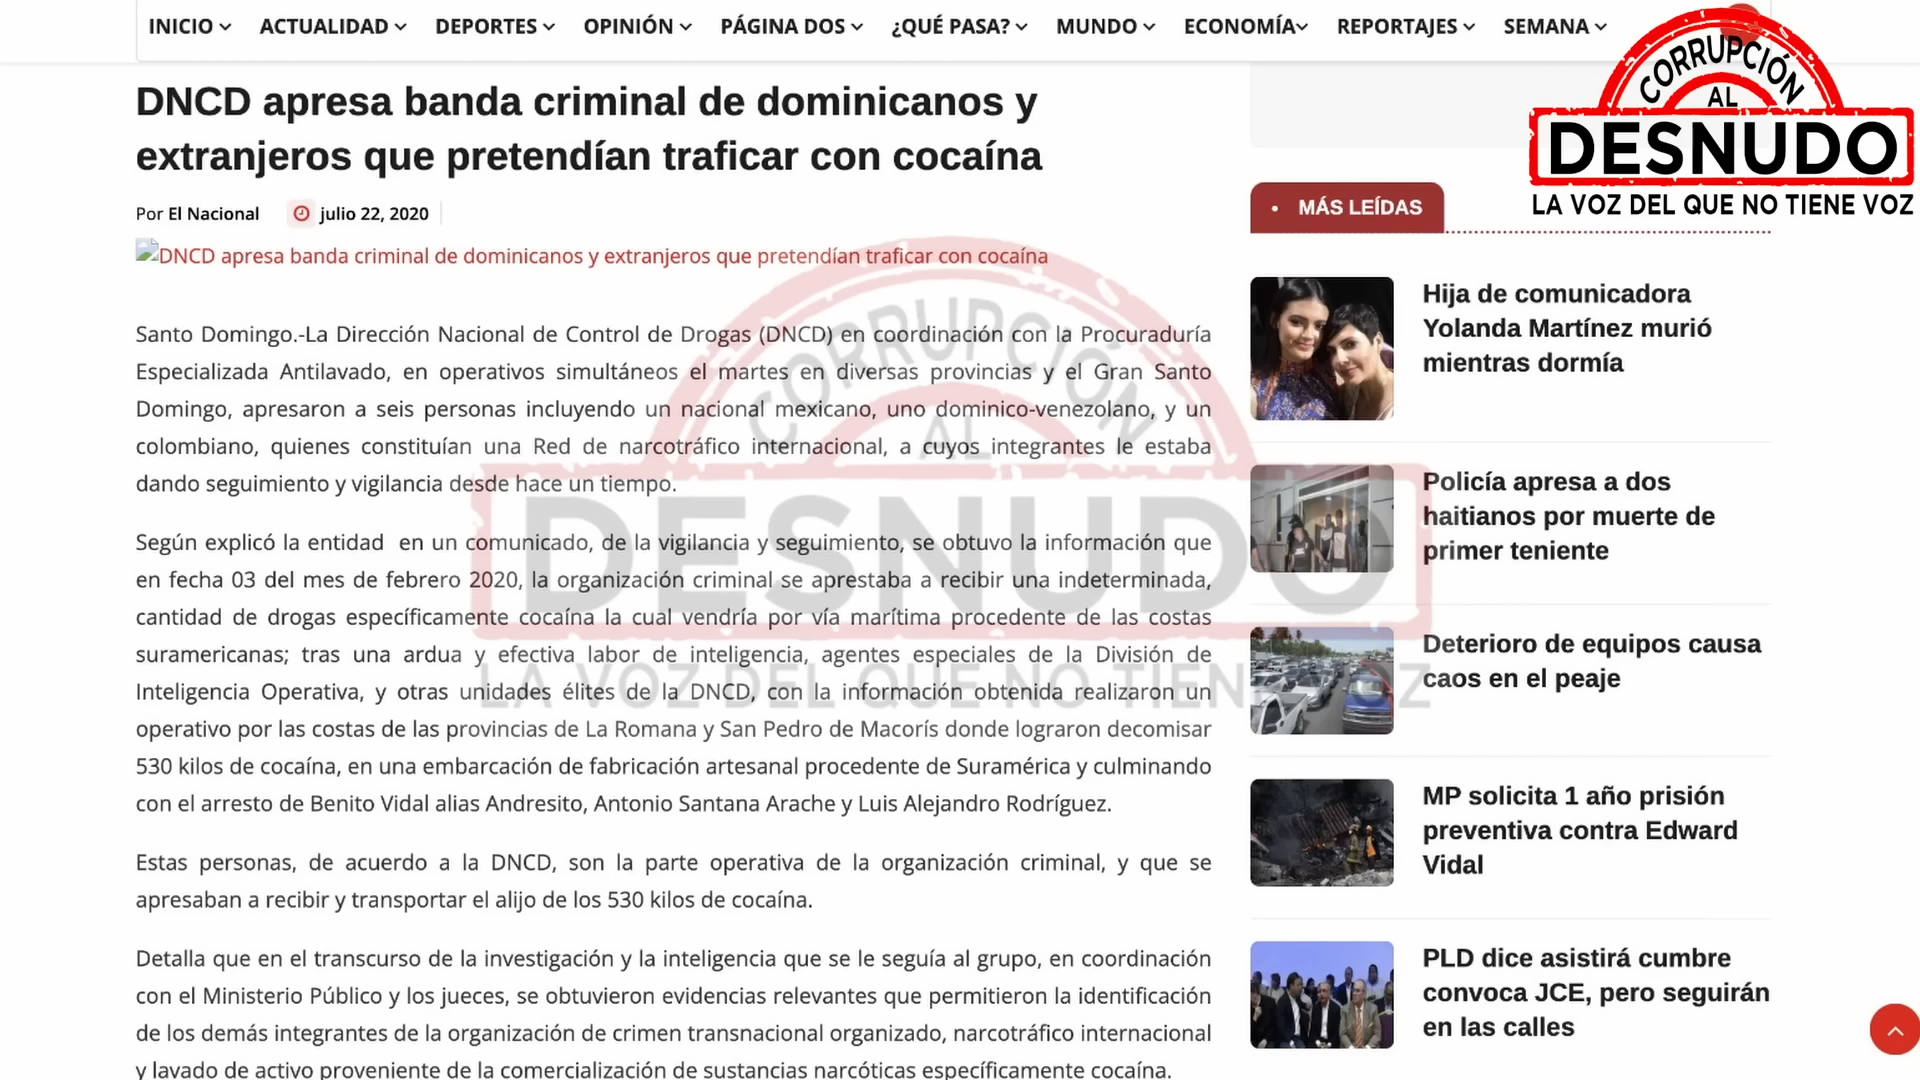 INICIO ACTUALIDAD DEPORTES OPINIÓN PÁGINA DOS ¿QUÉ PASA? MUNDO ECONOMÍA REPORTAJES SEMANA
DNCD apresa banda criminal de dominicanos y
extranjeros que pretendían traficar con cocaína
Por El Nacional julio 22, 2020
DNCD apresa banda criminal de dominicanos y extranjeros que pretendían traficar con cocaína
Santo Domingo.-La Dirección Nacional de Control de Drogas (DNCD) en coordinación con la Procuraduría
Especializada Antilavado, en operativos simultáneos el martes en diversas provincias y el Gran Santo
Domingo, apresaron a seis personas incluyendo un nacional mexicano, uno dominico-venezolano, y un
colombiano, quienes constituían una Red de narcotráfico internacional, a cuyos integrantes le estaba
dando seguimiento y vigilancia desde hace un tiempo.
Según explicó la entidad en un comunicado, de la vigilancia y seguimiento, se obtuvo la información que
en fecha 03 del mes de febrero 2020, la organización criminal se aprestaba a recibir una indeterminada,
cantidad de drogas específicamente cocaína la cual vendría por vía marítima procedente de las costas
suramericanas; tras una ardua y efectiva labor de inteligencia, agentes especiales de la División de
Inteligencia Operativa, y otras unidades élites de la DNCD, con la información obtenida realizaron un
operativo por las costas de las provincias de La Romana y San Pedro de Macorís donde lograron decomisar
530 kilos de cocaína, en una embarcación de fabricación artesanal procedente de Suramérica y culminando
con el arresto de Benito Vidal alias Andresito, Antonio Santana Arache y Luis Alejandro Rodríguez.
Estas personas, de acuerdo a la DNCD, son la parte operativa de la organización criminal, y que se
apresaban a recibir y transportar el alijo de los 530 kilos de cocaína.
Detalla que en el transcurso de la investigación y la inteligencia que se le seguía al grupo, en coordinación
con el Ministerio Público y los jueces, se obtuvieron evidencias relevantes que permitieron la identificación
de los demás integrantes de la organización de crimen transnacional organizado, narcotráfico internacional
y lavado de activo proveniente de la comercialización de sustancias narcóticas específicamente cocaína.
CORRUPCIÓN
AL
DESNUDO
LA VOZ DEL QUE NO TIENE VOZ
CORRUPCIÓN
AL
DESNUDO
LA VOZ DEL QUE NO TIENE VOZ
• MÁS LEÍDAS
Hija de comunicadora
Yolanda Martínez murió
mientras dormía
Policía apresa a dos
haitianos por muerte de
primer teniente
Deterioro de equipos causa
caos en el peaje
MP solicita 1 año prisión
preventiva contra Edward
Vidal
PLD dice asistirá cumbre
convoca JCE, pero seguirán
en las calles